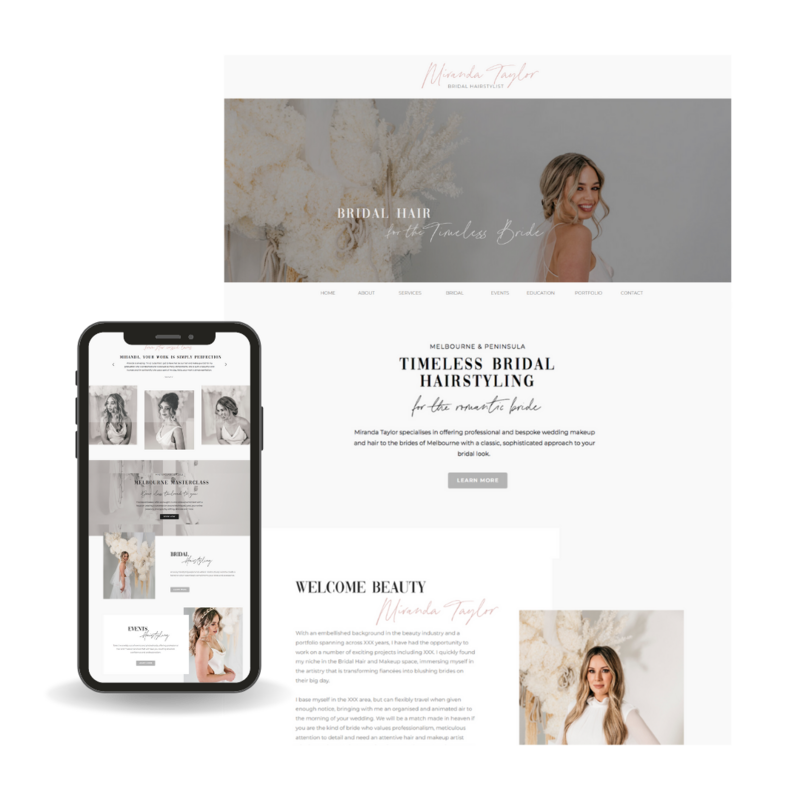 Miranda Taylor
BRIDAL HAIRSTYLIST
BRIDAL HAIR
for the Timeless Bride
HOME ABOUT SERVICES BRIDAL EVENTS EDUCATION PORTFOLIO CONTACT
MELBOURNE & PENINSULA
TIMELESS BRIDAL
HAIRSTYLING
for the romantic bride
Miranda Taylor specialises in offering professional and bespoke wedding makeup
and hair to the brides of Melbourne with a classic, sophisticated approach to your
bridal look.
LEARN MORE
WELCOME BEAUTY
Miranda Taylor
With an embellished background in the beauty industry and a
portfolio spanning across XXX years, I have had the opportunity to
work on a number of exciting projects including XXX. I quickly found
my niche in the Bridal Hair and Makeup space, immersing myself in
the artistry that is transforming fiancées into blushing brides on
their big day.
I base myself in the XXX area, but can flexibly travel when given
enough notice, bringing with me an organised and animated air to
the morning of your wedding. We will be a match made in heaven if
you are the kind of bride who values professionalism, meticulous
attention to detail and need an attentive hair and makeup artist
MIRANDA, YOUR WORK IS SIMPLY PERFECTION
MELBOURNE MASTERCLASS
BRIDAL
Hairstyling
EVENTS
Hairstyling